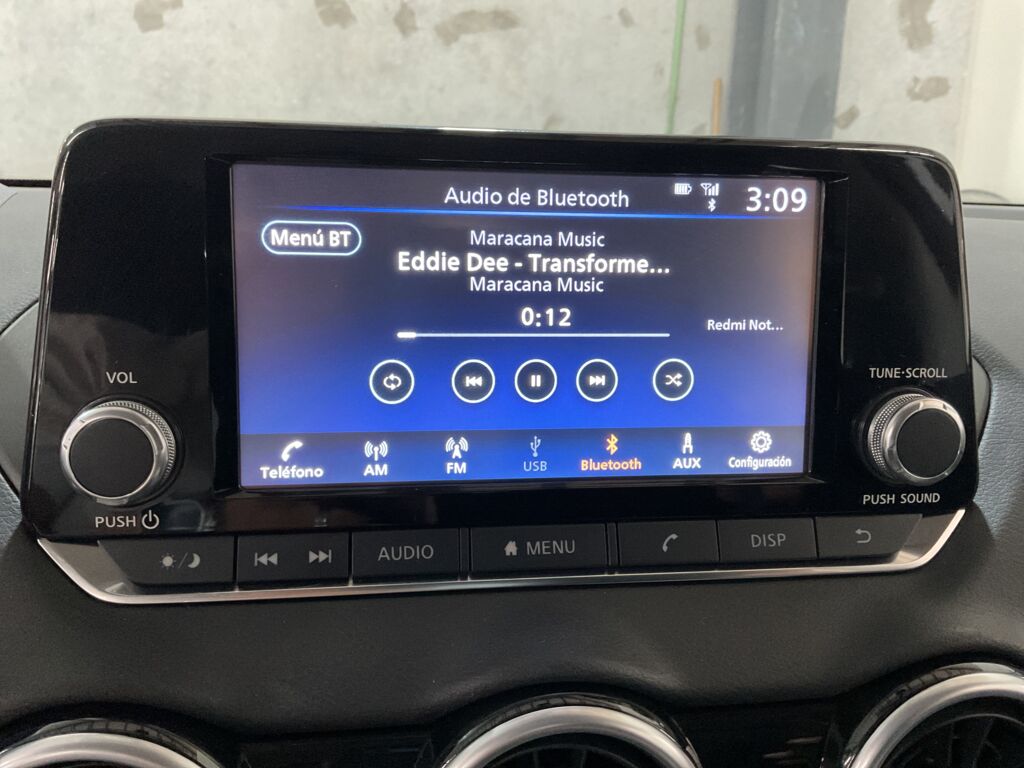 Audio de Bluetooth
3:09
Menú BT
Maracana Music
Eddie Dee - Transforme...
Maracana Music
0:12
Redmi Not...
VOL
TUNE·SCROLL
Teléfono
AM
FM
USB
Bluetooth
AUX
Configuración
PUSH
PUSH SOUND
AUDIO
MENU
DISP